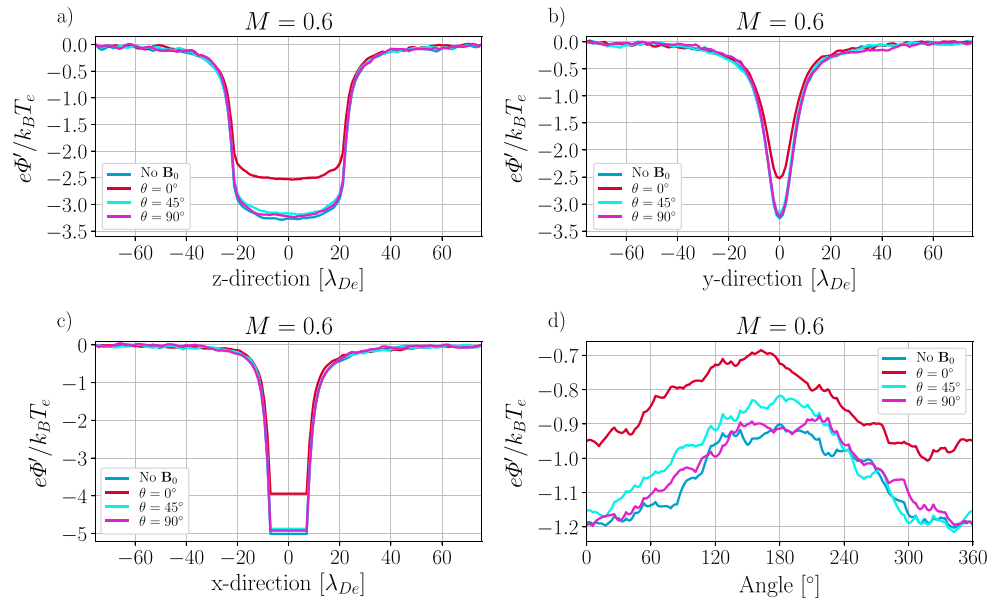 a)
M = 0.6
eΦ′/k_BT_e
0.0
−0.5
−1.0
−1.5
−2.0
−2.5
−3.0
−3.5
No B₀
θ = 0°
θ = 45°
θ = 90°
−60 −40 −20 0 20 40 60
z-direction [λ_De]
b)
M = 0.6
eΦ′/k_BT_e
0.0
−0.5
−1.0
−1.5
−2.0
−2.5
−3.0
−3.5
No B₀
θ = 0°
θ = 45°
θ = 90°
−60 −40 −20 0 20 40 60
y-direction [λ_De]
c)
M = 0.6
eΦ′/k_BT_e
0
−1
−2
−3
−4
−5
No B₀
θ = 0°
θ = 45°
θ = 90°
−60 −40 −20 0 20 40 60
x-direction [λ_De]
d)
M = 0.6
eΦ′/k_BT_e
−0.7
−0.8
−0.9
−1.0
−1.1
−1.2
No B₀
θ = 0°
θ = 45°
θ = 90°
0 60 120 180 240 300 360
Angle [°]